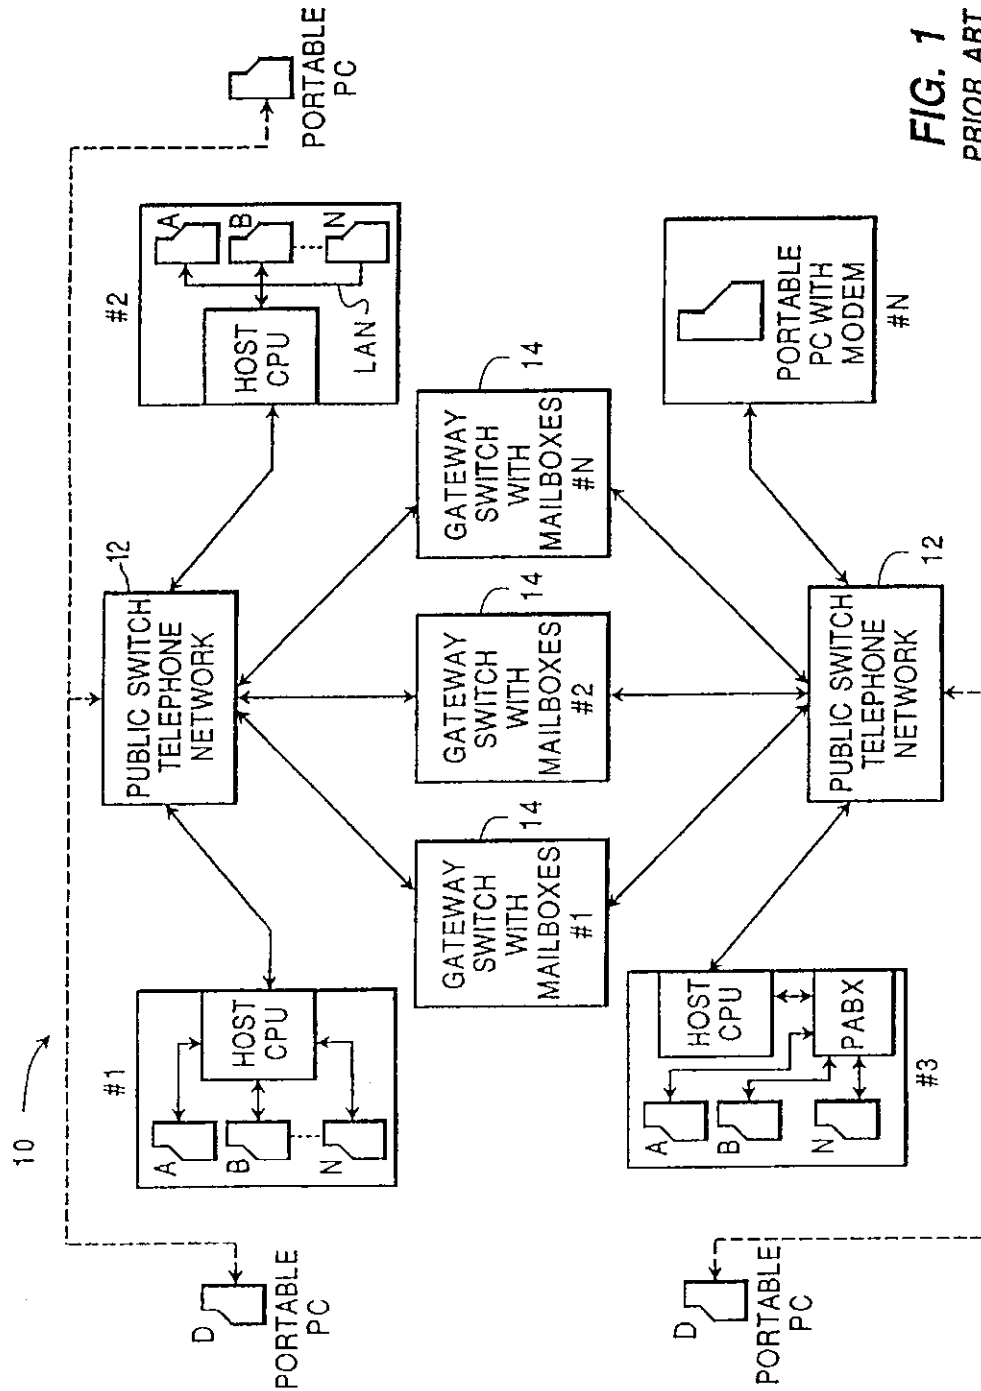 10
D
PORTABLE
PC
#1
A
B
N
HOST
CPU
PUBLIC SWITCH
TELEPHONE
NETWORK
12
#2
HOST
CPU
A
B
N
LAN
PORTABLE
PC
GATEWAY
SWITCH
WITH
MAILBOXES
#1
14
GATEWAY
SWITCH
WITH
MAILBOXES
#2
14
GATEWAY
SWITCH
WITH
MAILBOXES
#N
14
D
PORTABLE
PC
A
B
N
HOST
CPU
PABX
#3
PUBLIC SWITCH
TELEPHONE
NETWORK
12
PORTABLE
PC WITH
MODEM
#N
FIG. 1
PRIOR ART